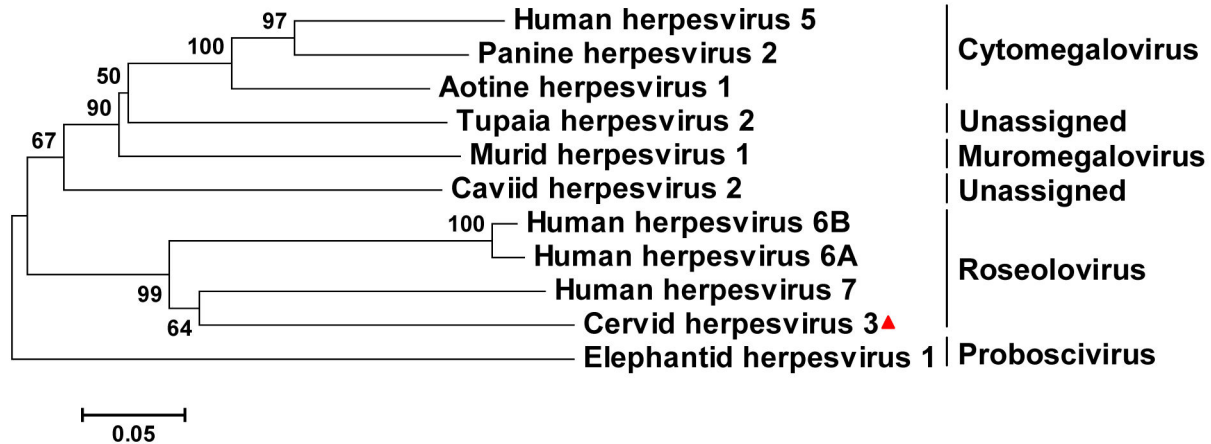 97
Human herpesvirus 5
100
Panine herpesvirus 2
Cytomegalovirus
50
Aotine herpesvirus 1
90
Tupaia herpesvirus 2
Unassigned
67
Murid herpesvirus 1
Muromegalovirus
Caviid herpesvirus 2
Unassigned
100
Human herpesvirus 6B
Human herpesvirus 6A
Roseolovirus
99
Human herpesvirus 7
64
Cervid herpesvirus 3
Elephantid herpesvirus 1
Proboscivirus
0.05